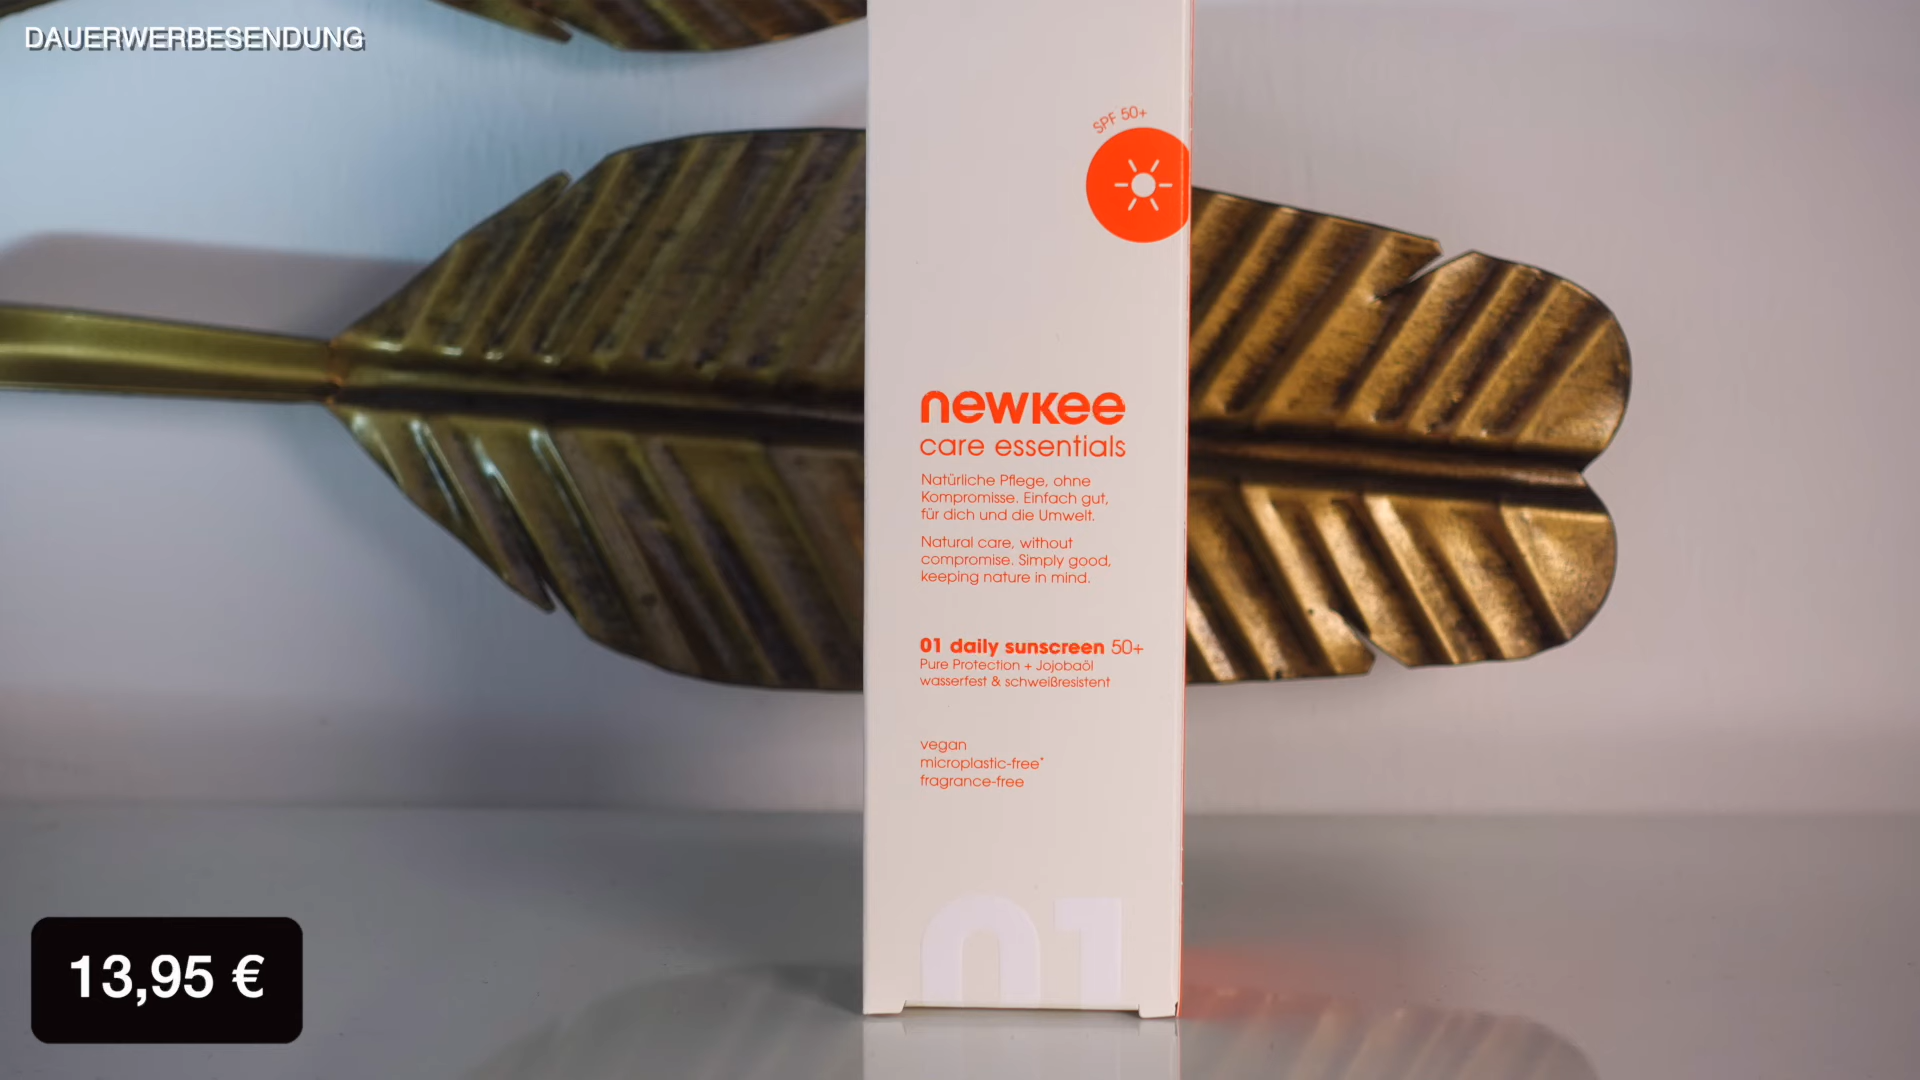 DAUERWERBESENDUNG
SPF 50+
newkee
care essentials
Natürliche Pflege, ohne
Kompromisse. Einfach gut,
für dich und die Umwelt.
Natural care, without
compromise. Simply good,
keeping nature in mind.
01 daily sunscreen 50+
Pure Protection + Jojobaöl
wasserfest & schweißresistent
vegan
microplastic-free*
fragrance-free
01
13,95 €